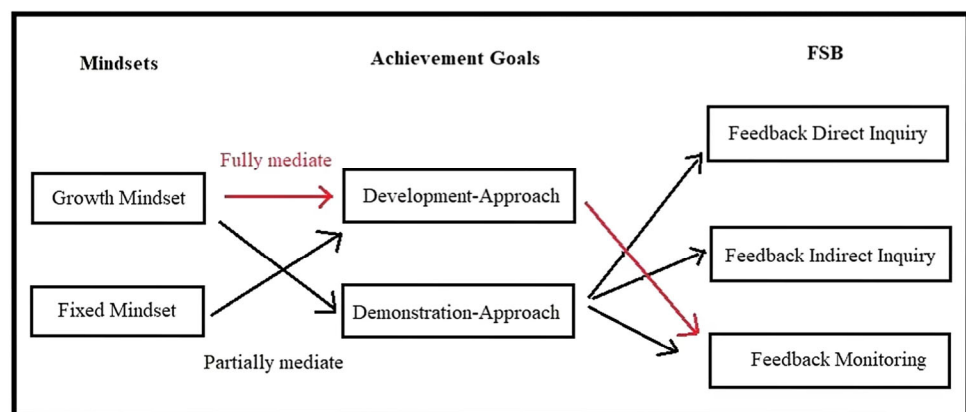 Mindsets
Achievement Goals
FSB
Feedback Direct Inquiry
Fully mediate
Growth Mindset
Development-Approach
Feedback Indirect Inquiry
Fixed Mindset
Demonstration-Approach
Partially mediate
Feedback Monitoring